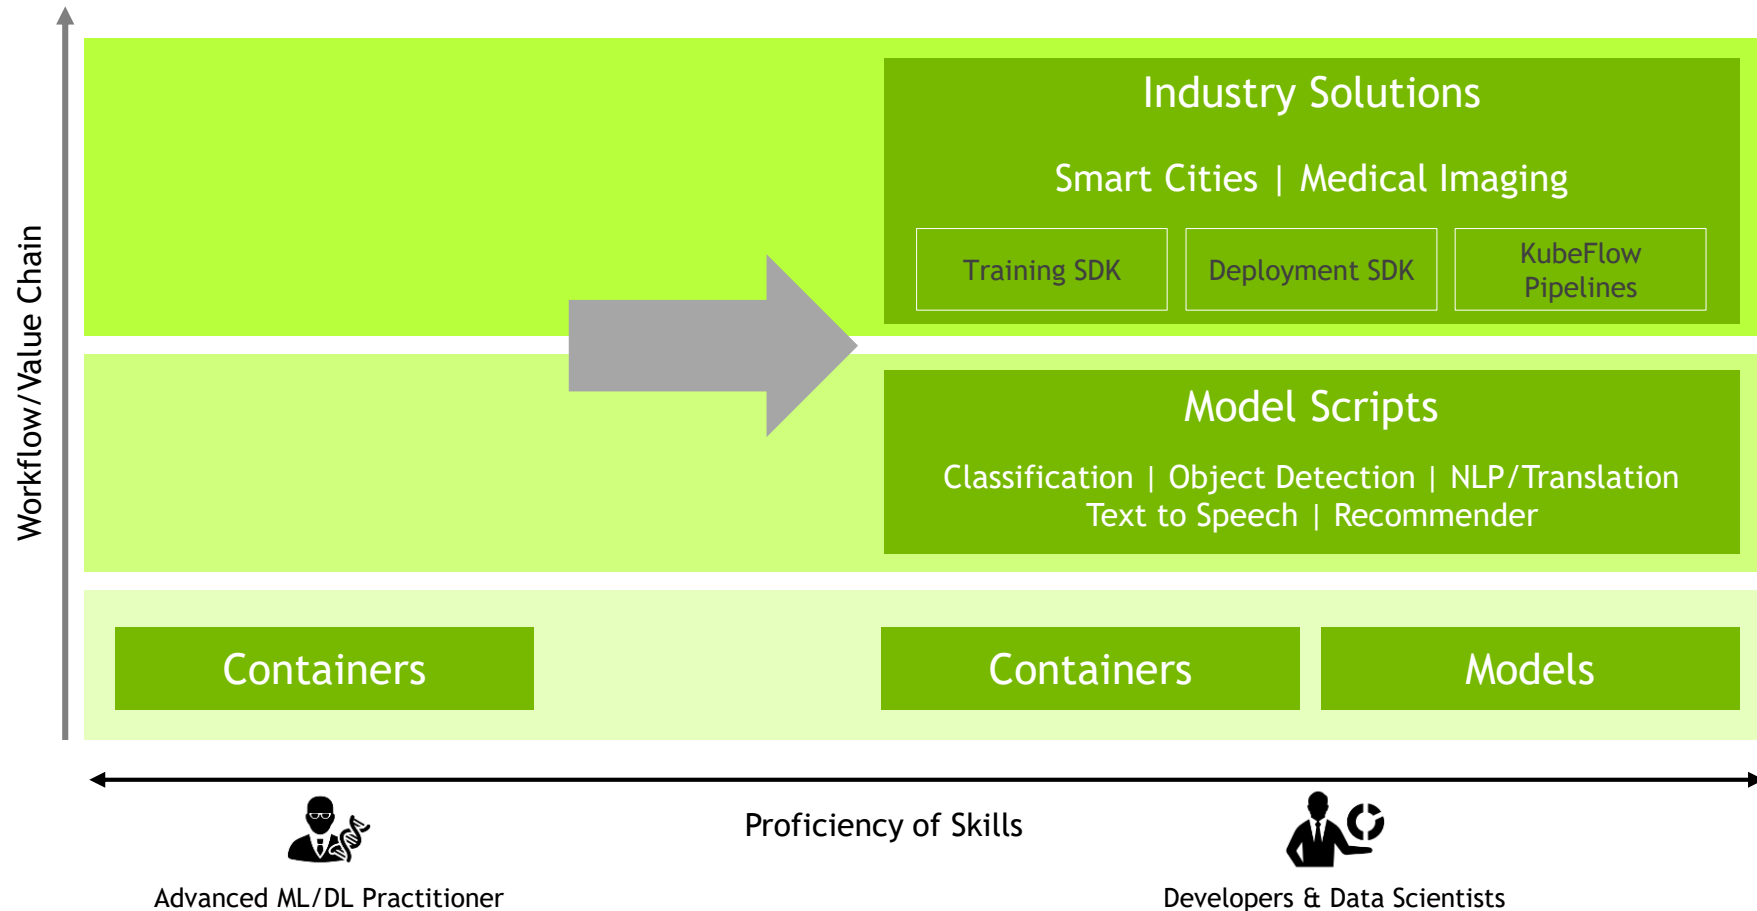 Workflow/Value Chain
Industry Solutions
Smart Cities | Medical Imaging
Training SDK
Deployment SDK
KubeFlow
Pipelines
Model Scripts
Classification | Object Detection | NLP/Translation
Text to Speech | Recommender
Containers
Containers
Models
Proficiency of Skills
Advanced ML/DL Practitioner
Developers & Data Scientists